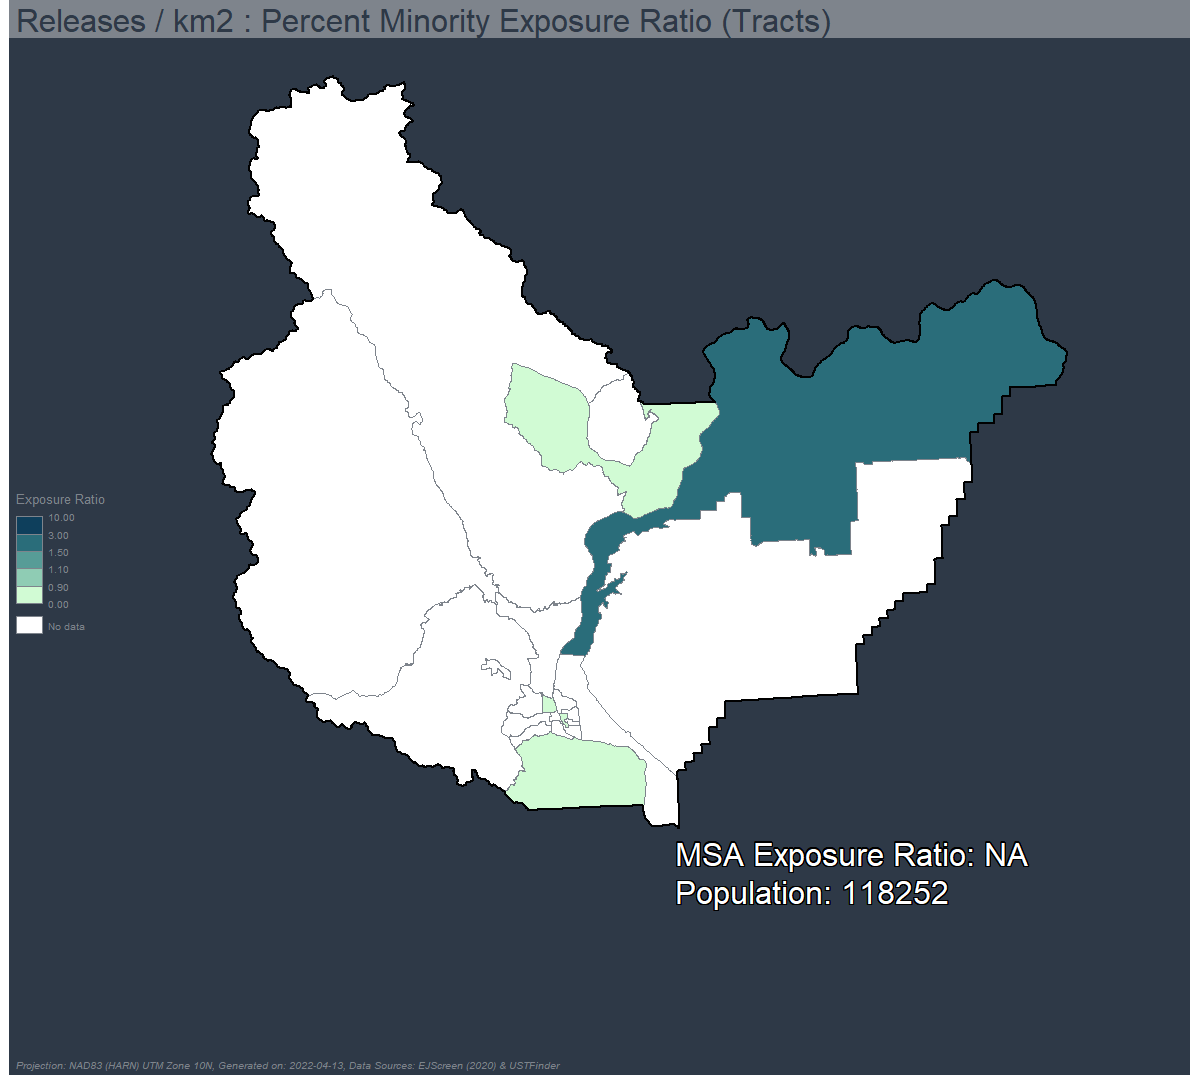 Releases / km2 : Percent Minority Exposure Ratio (Tracts)
Exposure Ratio
10.00
3.00
1.50
1.10
0.90
0.00
No data
MSA Exposure Ratio: NA
Population: 118252
Projection: NAD83 (HARN) UTM Zone 10N, Generated on: 2022-04-13, Data Sources: EJScreen (2020) & USTFinder